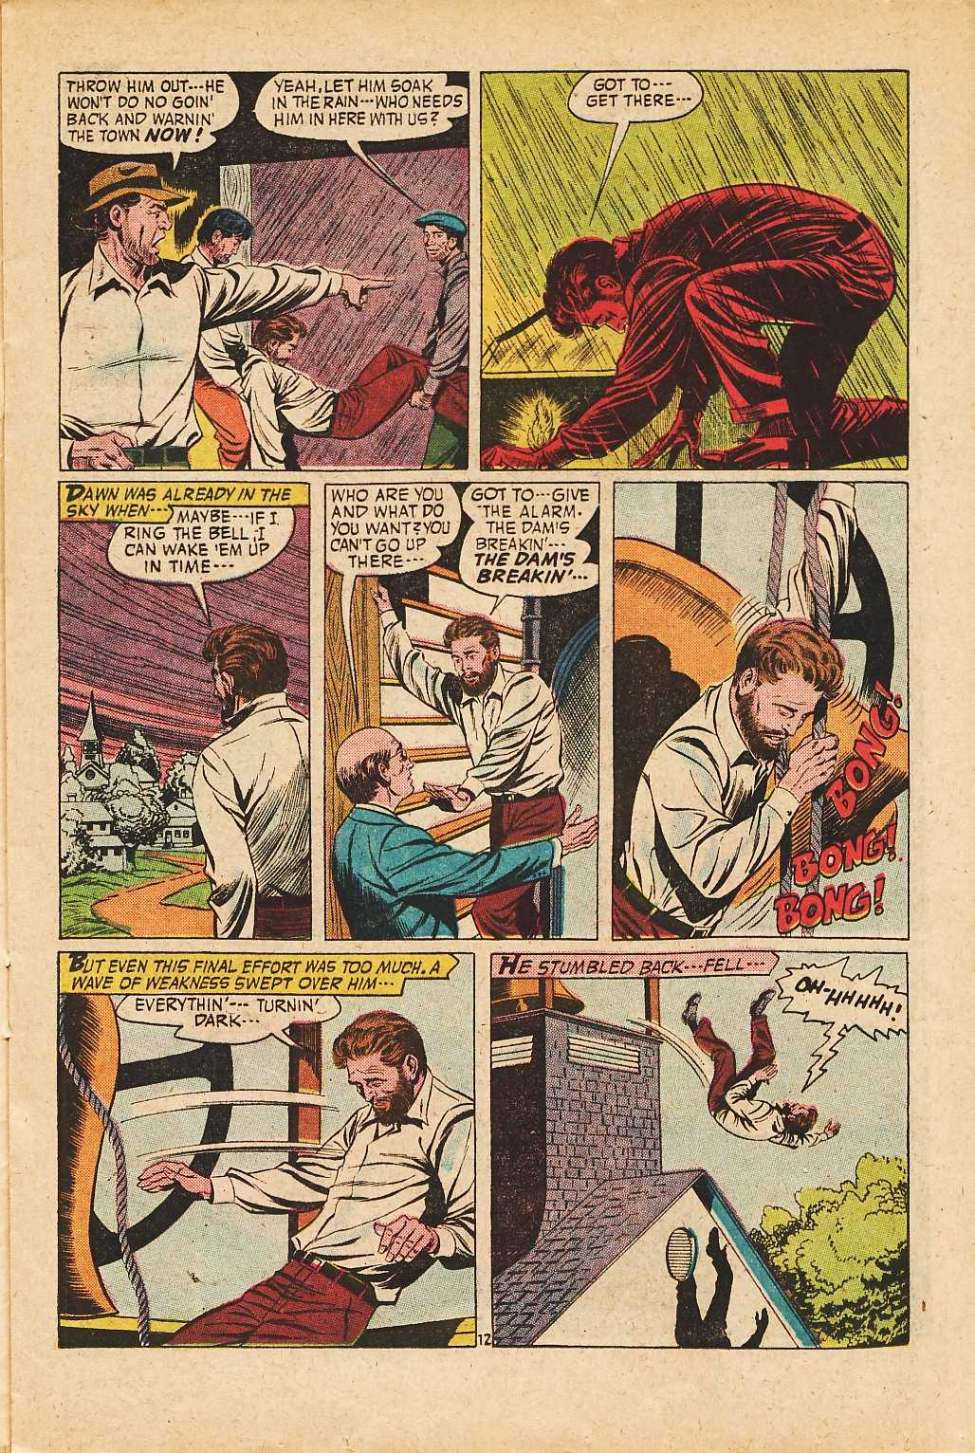 THROW HIM OUT---HE
WON'T DO NO GOIN'
BACK AND WARNIN'
THE TOWN NOW!
YEAH, LET HIM SOAK
IN THE RAIN---WHO NEEDS
HIM IN HERE WITH US?
GOT TO---
GET THERE---
DAWN WAS ALREADY IN THE
SKY WHEN---
MAYBE---IF I
RING THE BELL, I
CAN WAKE 'EM UP
IN TIME---
WHO ARE YOU
AND WHAT DO
YOU WANT? YOU
CAN'T GO UP
THERE---
GOT TO---GIVE
THE ALARM.
THE DAM'S
BREAKIN'---
THE DAM'S
BREAKIN'---
BONG!
BONG!
BONG!
BUT EVEN THIS FINAL EFFORT WAS TOO MUCH. A
WAVE OF WEAKNESS SWEPT OVER HIM---
EVERYTHIN'--- TURNIN'
DARK---
HE STUMBLED BACK---FELL---
OH-
HHHHH!
12